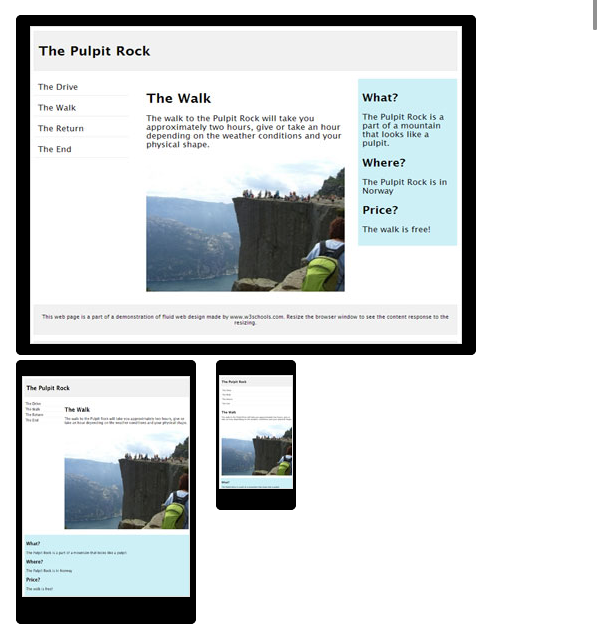 The Pulpit Rock
The Drive
The Walk
The Return
The End
The Walk
The walk to the Pulpit Rock will take you
approximately two hours, give or take an hour
depending on the weather conditions and your
physical shape.
What?
The Pulpit Rock is a
part of a mountain
that looks like a
pulpit.
Where?
The Pulpit Rock is in
Norway
Price?
The walk is free!
This web page is a part of a demonstration of fluid web design made by www.w3schools.com. Resize the browser window to see the content response to the
resizing.
The Pulpit Rock
The Drive
The Walk
The Return
The End
The Walk
The walk to the Pulpit Rock will take you approximately two hours, give or
take an hour depending on the weather conditions and your physical shape.
What?
The Pulpit Rock is a part of a mountain that looks like a pulpit.
Where?
The Pulpit Rock is in Norway
Price?
The walk is free!
The Pulpit Rock
The Drive
The Walk
The Return
The End
The Walk
What?